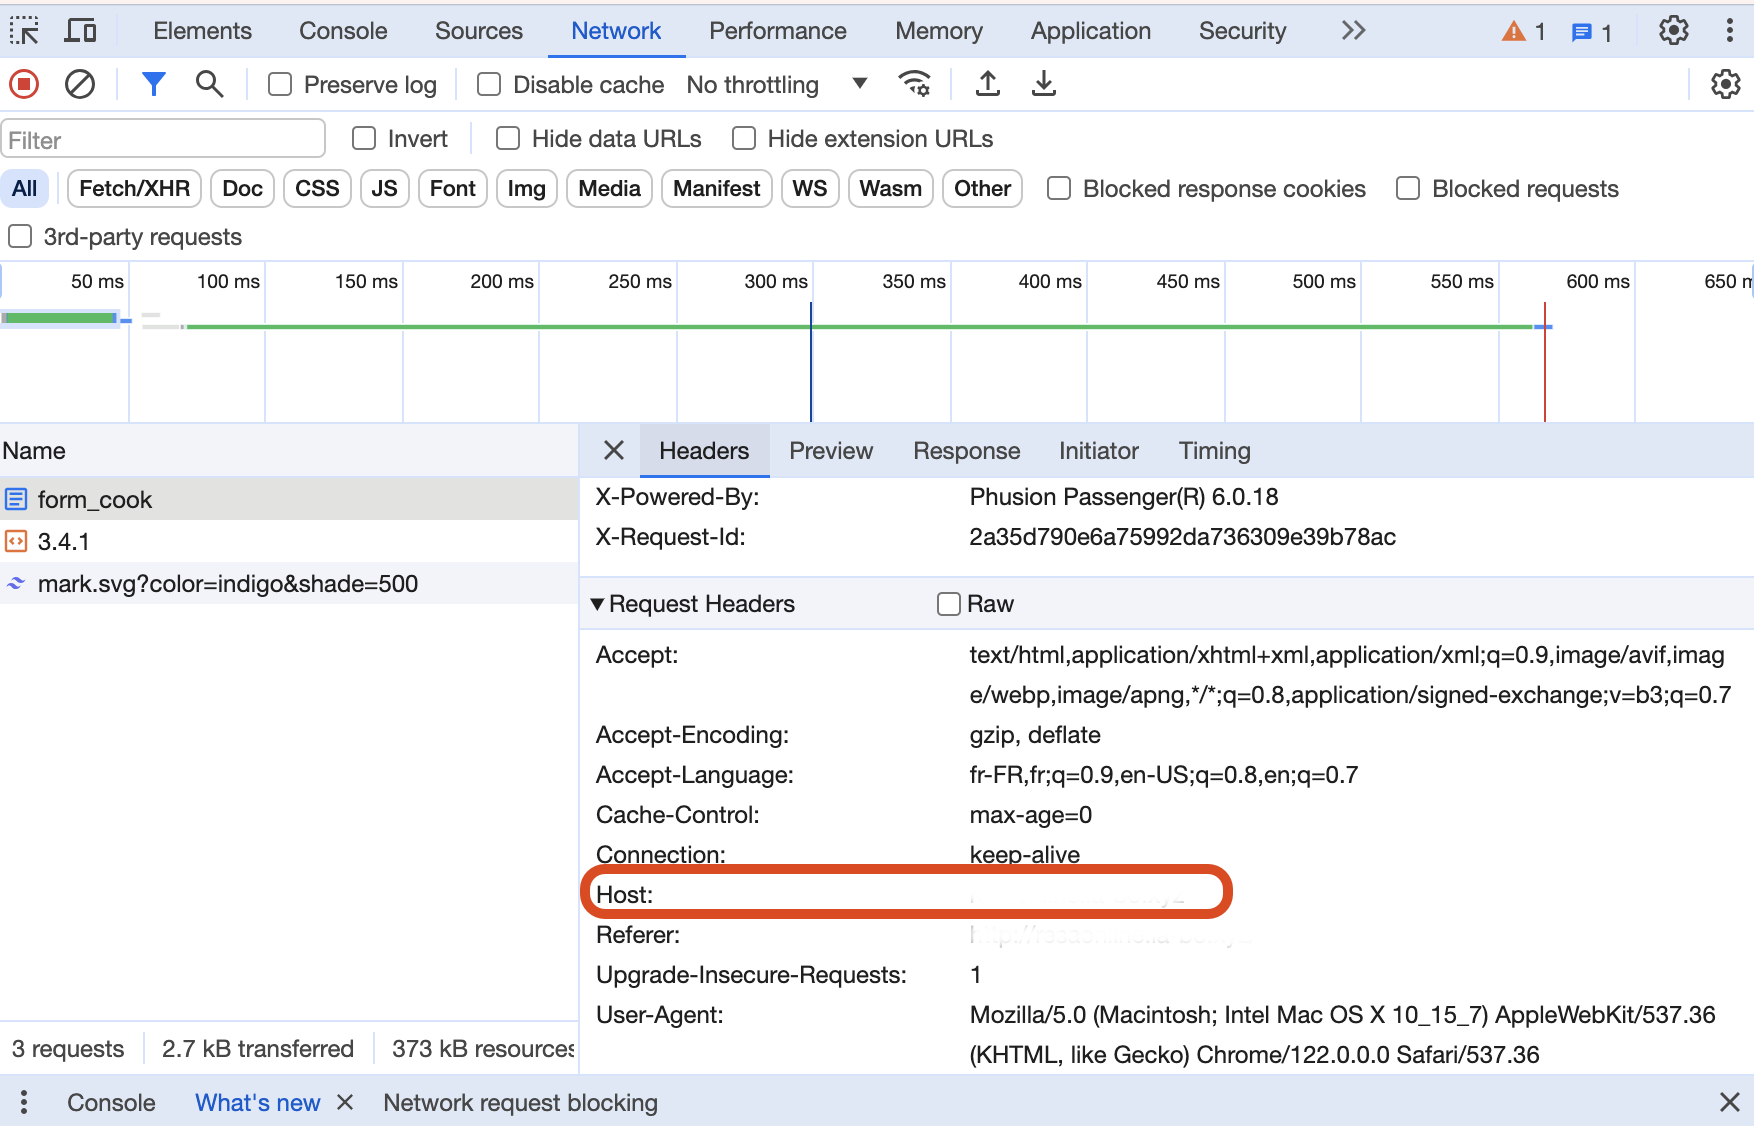 Elements Console Sources Network Performance Memory Application Security 1 1
Preserve log Disable cache No throttling
Filter Invert Hide data URLs Hide extension URLs
All Fetch/XHR Doc CSS JS Font Img Media Manifest WS Wasm Other Blocked response cookies Blocked requests
3rd-party requests
50 ms 100 ms 150 ms 200 ms 250 ms 300 ms 350 ms 400 ms 450 ms 500 ms 550 ms 600 ms 650 m
Name
form_cook
3.4.1
mark.svg?color=indigo&shade=500
3 requests 2.7 kB transferred 373 kB resources
Headers Preview Response Initiator Timing
X-Powered-By: Phusion Passenger(R) 6.0.18
X-Request-Id: 2a35d790e6a75992da736309e39b78ac
Request Headers Raw
Accept: text/html,application/xhtml+xml,application/xml;q=0.9,image/avif,imag
e/webp,image/apng,*/*;q=0.8,application/signed-exchange;v=b3;q=0.7
Accept-Encoding: gzip, deflate
Accept-Language: fr-FR,fr;q=0.9,en-US;q=0.8,en;q=0.7
Cache-Control: max-age=0
Connection: keep-alive
Host:
Referer:
Upgrade-Insecure-Requests: 1
User-Agent: Mozilla/5.0 (Macintosh; Intel Mac OS X 10_15_7) AppleWebKit/537.36
(KHTML, like Gecko) Chrome/122.0.0.0 Safari/537.36
Console What's new Network request blocking